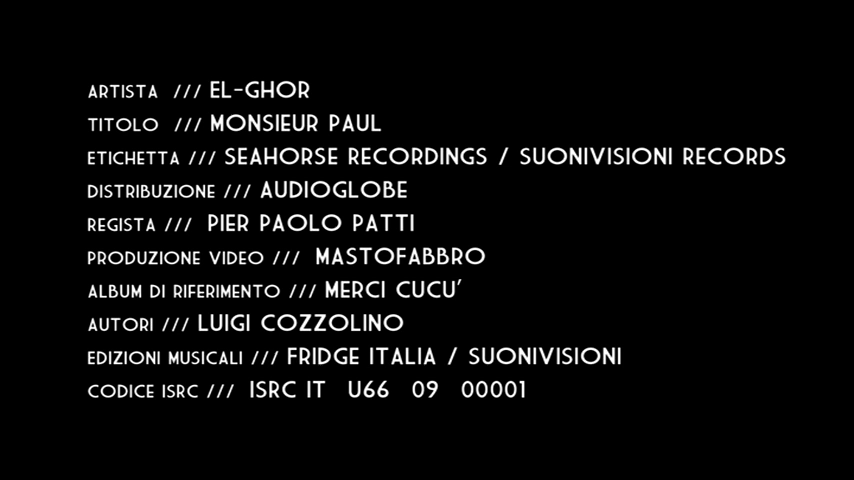 ARTISTA /// EL-GHOR
TITOLO /// MONSIEUR PAUL
ETICHETTA /// SEAHORSE RECORDINGS / SUONIVISIONI RECORDS
DISTRIBUZIONE /// AUDIOGLOBE
REGISTA /// PIER PAOLO PATTI
PRODUZIONE VIDEO /// MASTOFABBRO
ALBUM DI RIFERIMENTO /// MERCI CUCU'
AUTORI /// LUIGI COZZOLINO
EDIZIONI MUSICALI /// FRIDGE ITALIA / SUONIVISIONI
CODICE ISRC /// ISRC IT U66 09 00001